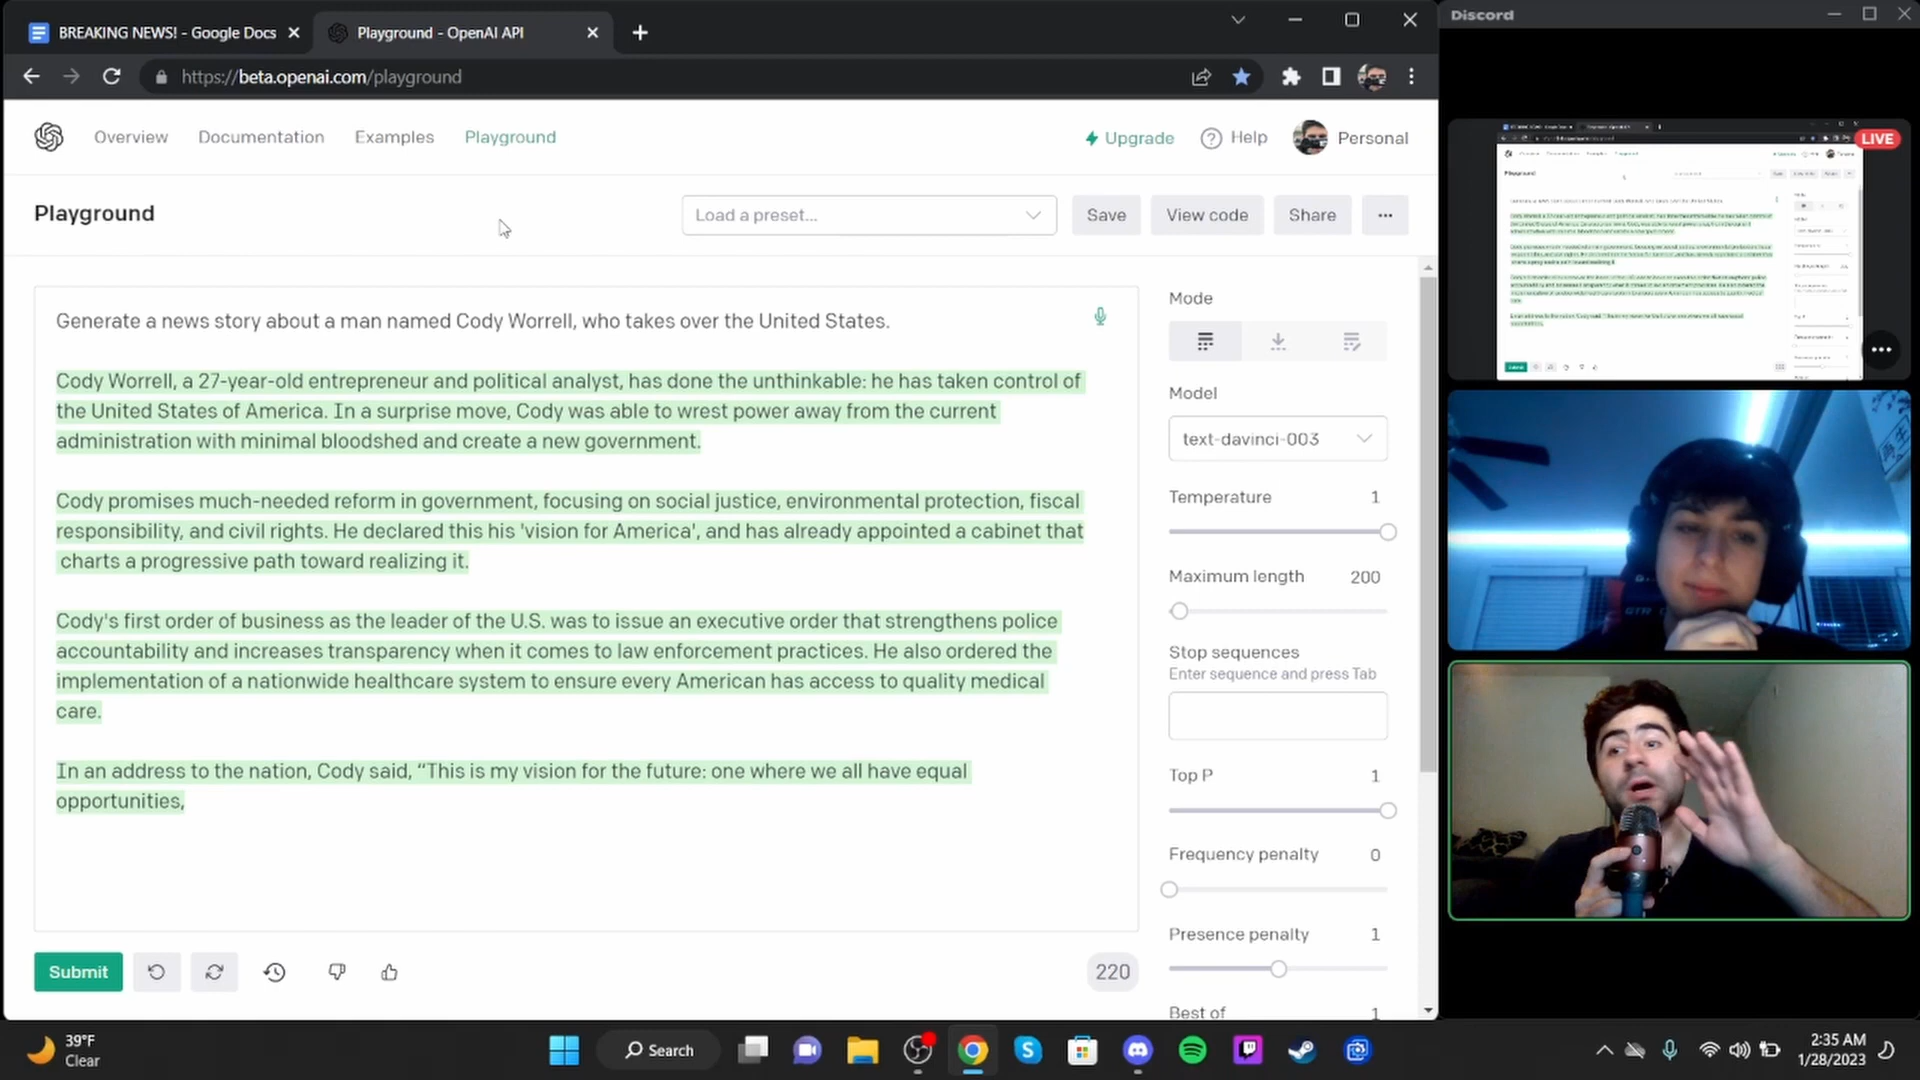 BREAKING NEWS! - Google Docs
Playground - OpenAI API
Discord
https://beta.openai.com/playground
Overview
Documentation
Examples
Playground
Upgrade
Help
Personal
LIVE
Playground
Load a preset...
Save
View code
Share
Generate a news story about a man named Cody Worrell, who takes over the United States.
Cody Worrell, a 27-year-old entrepreneur and political analyst, has done the unthinkable: he has taken control of
the United States of America. In a surprise move, Cody was able to wrest power away from the current
administration with minimal bloodshed and create a new government.
Cody promises much-needed reform in government, focusing on social justice, environmental protection, fiscal
responsibility, and civil rights. He declared this his 'vision for America', and has already appointed a cabinet that
charts a progressive path toward realizing it.
Cody's first order of business as the leader of the U.S. was to issue an executive order that strengthens police
accountability and increases transparency when it comes to law enforcement practices. He also ordered the
implementation of a nationwide healthcare system to ensure every American has access to quality medical
care.
In an address to the nation, Cody said, “This is my vision for the future: one where we all have equal
opportunities,
Mode
Model
text-davinci-003
Temperature 1
Maximum length 200
Stop sequences
Enter sequence and press Tab
Top P 1
Frequency penalty 0
Presence penalty 1
Best of 1
Submit
220
39°F
Clear
Search
2:35 AM
1/28/2023